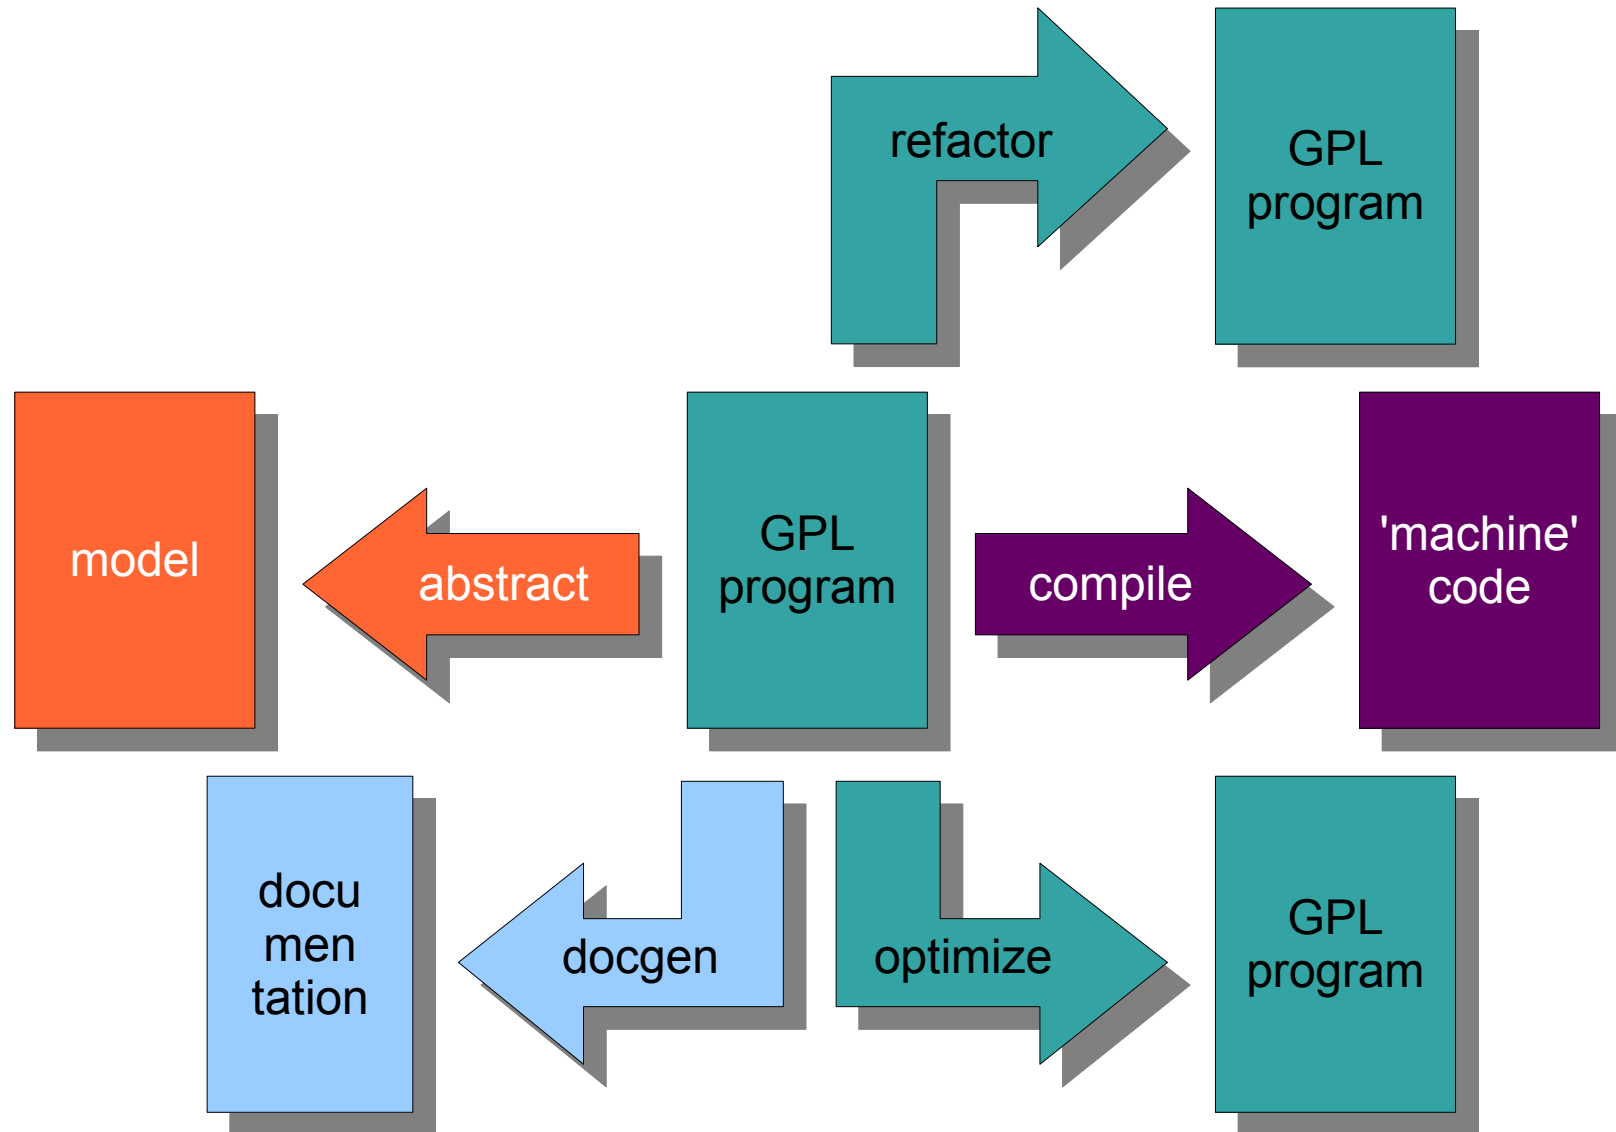 refactor
GPL
program
model
abstract
GPL
program
compile
'machine'
code
docu
men
tation
docgen
optimize
GPL
program